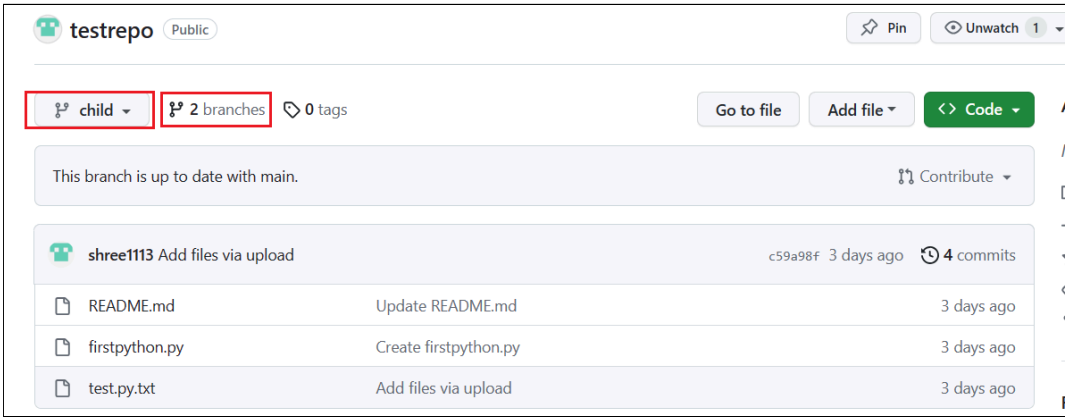 testrepo Public Pin Unwatch 1
child 2 branches 0 tags Go to file Add file <> Code
This branch is up to date with main. Contribute
shree1113 Add files via upload c59a98f 3 days ago 4 commits
README.md Update README.md 3 days ago
firstpython.py Create firstpython.py 3 days ago
test.py.txt Add files via upload 3 days ago